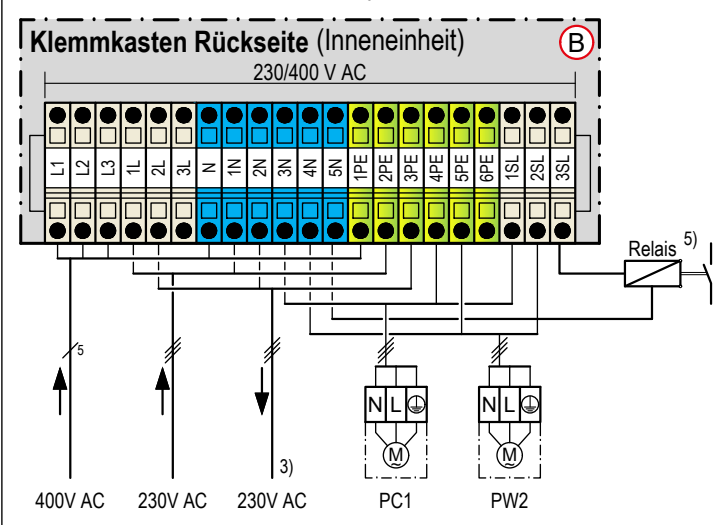 Klemmkasten Rückseite (Inneneinheit) B
230/400 V AC
L1 L2 L3 1L 2L 3L N 1N 2N 3N 4N 5N 1PE 2PE 3PE 4PE 5PE 6PE 1SL 2SL 3SL
Relais 5)
5
N L N L
M M
~ ~
3)
400V AC 230V AC 230V AC PC1 PW2